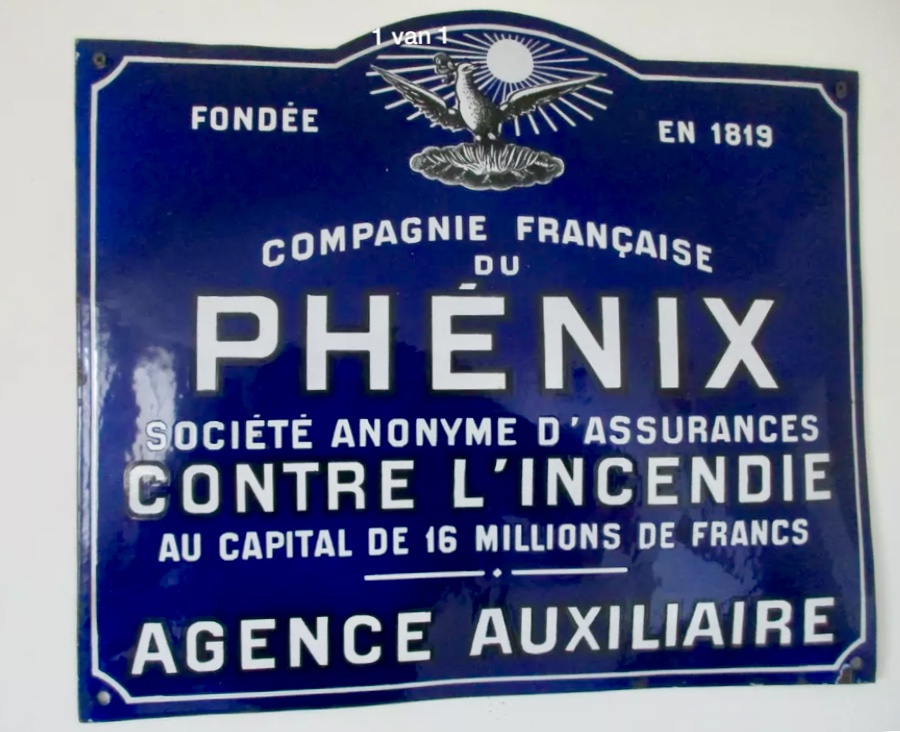 1 van 1
FONDÉE EN 1819
COMPAGNIE FRANÇAISE
DU
PHÉNIX
SOCIÉTÉ ANONYME D'ASSURANCES
CONTRE L'INCENDIE
AU CAPITAL DE 16 MILLIONS DE FRANCS
AGENCE AUXILIAIRE